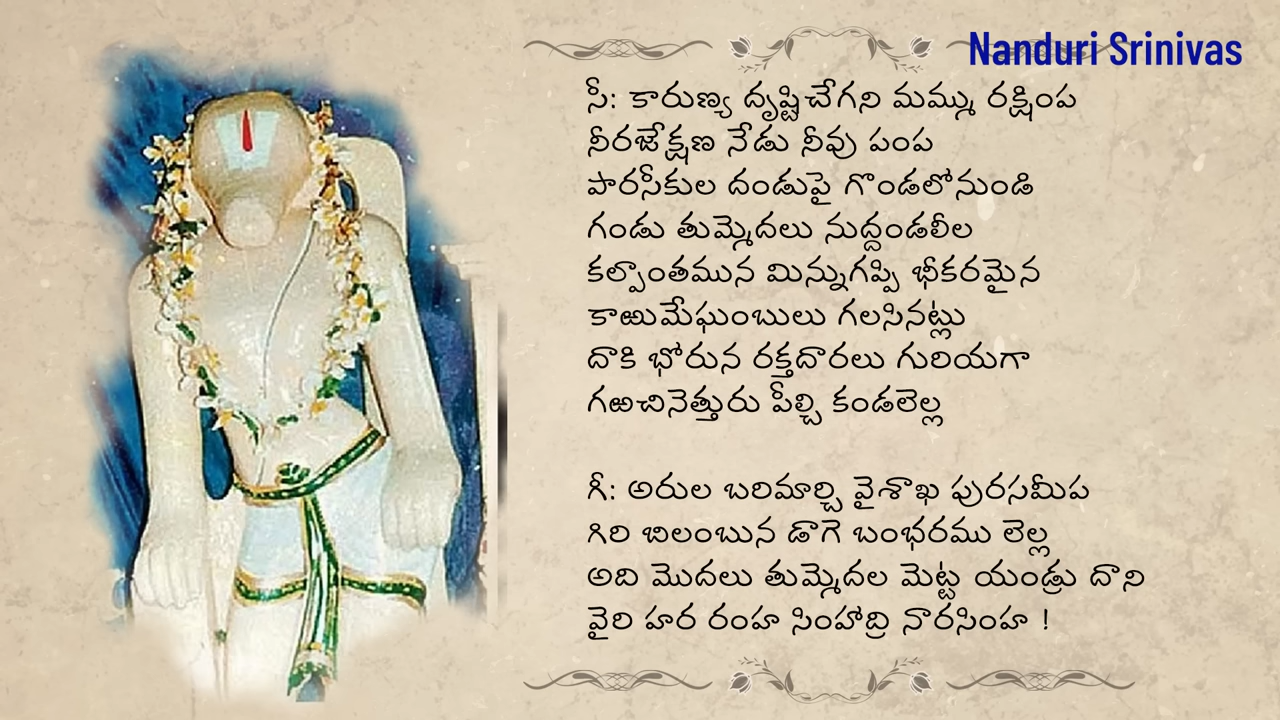 Nanduri Srinivas
సీ: కారుణ్య దృష్టిచేగని మమ్ము రక్షింప
నీరజేక్షణ నేడు నీవు పంప
పారసీకుల దండుపై గొండలోనుండి
గండు తుమ్మెదలు నుద్దండలీల
కల్పాంతమున మిన్నుగప్పి భీకరమైన
కాఱుమేఘంబులు గలసినట్లు
దాకి భోరున రక్తదారలు గురియగా
గఱచినెత్తురు పీల్చి కండలెల్ల
గీ: అరుల బరిమార్చి వైశాఖ పురసమీప
గిరి బిలంబున డాగె బంభరము లెల్ల
అది మొదలు తుమ్మెదల మెట్ట యండ్రు దాని
వైరి హర రంహ సింహాద్రి నారసింహ !